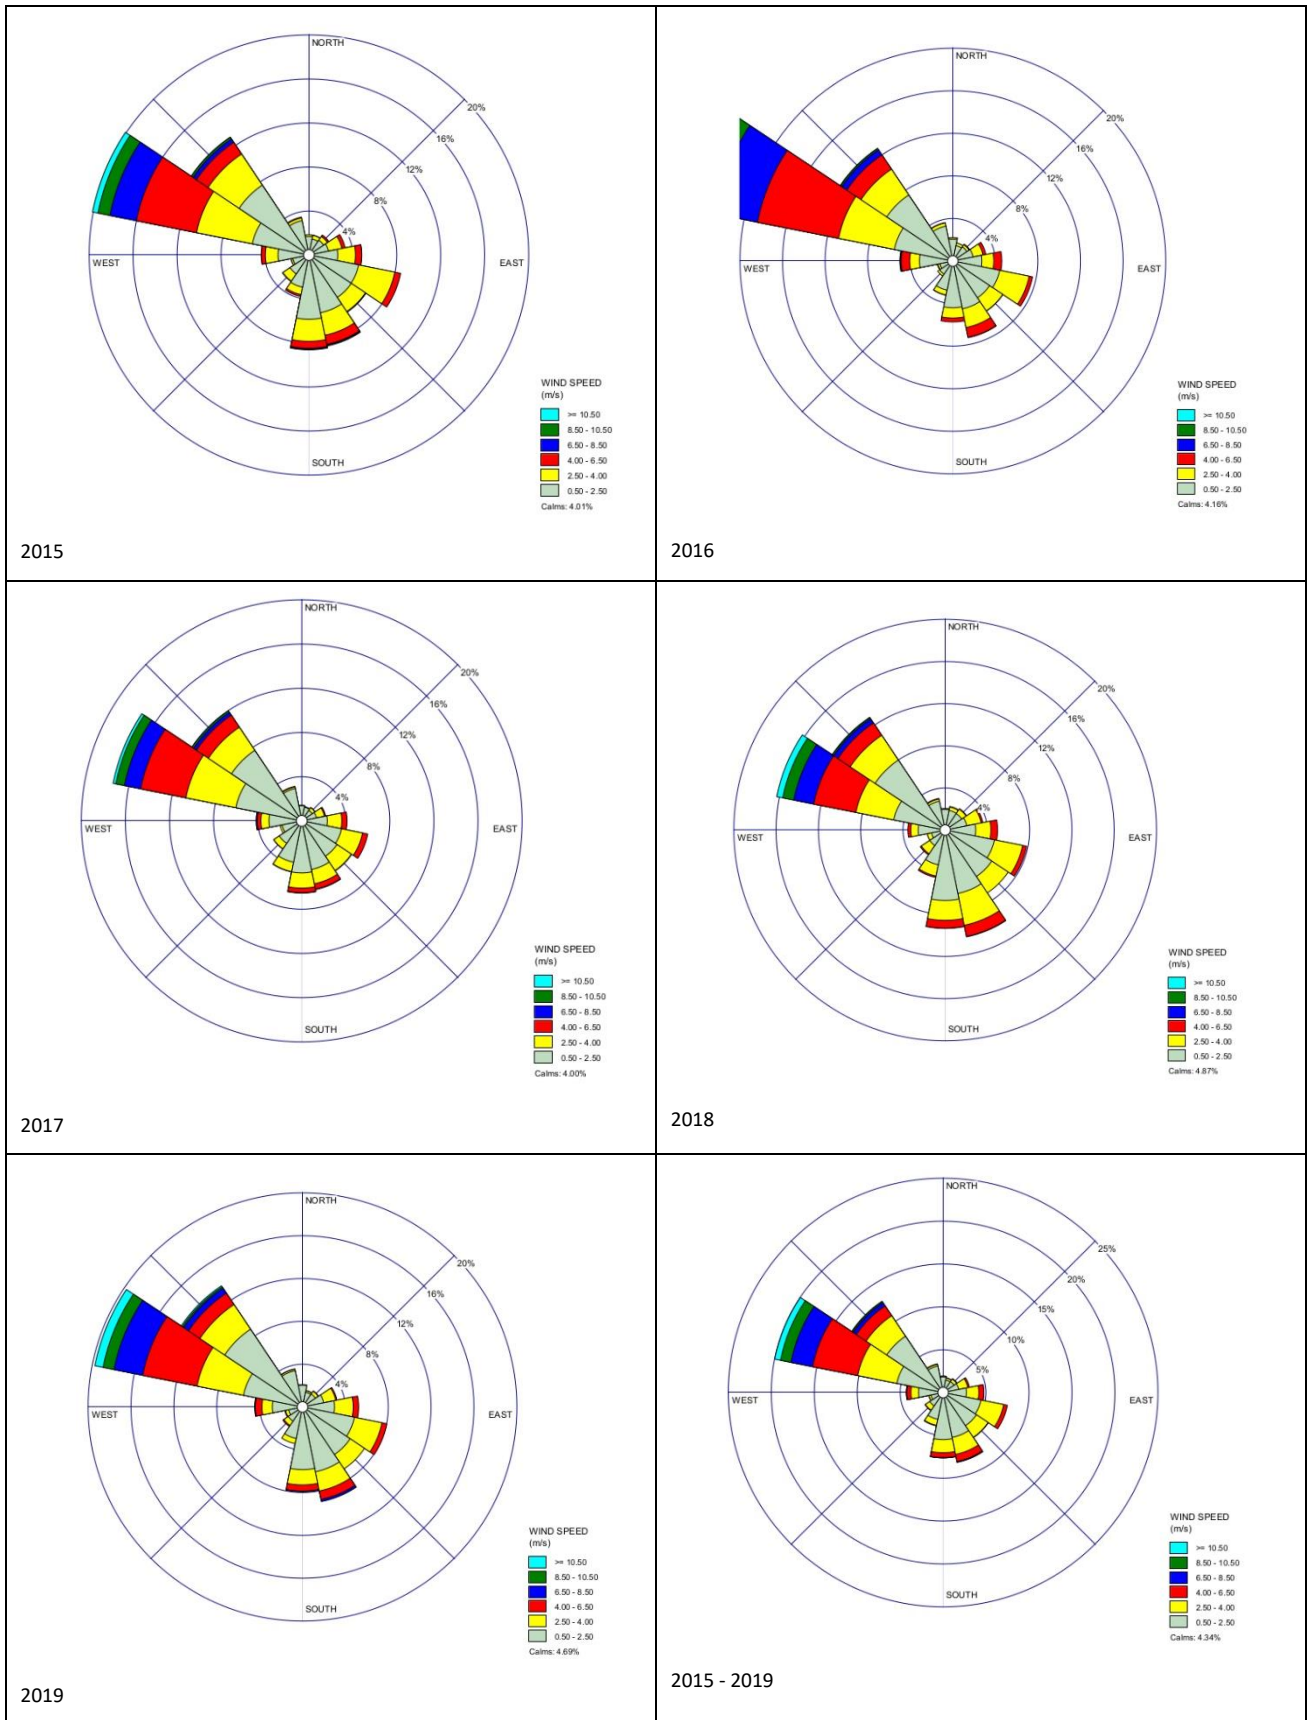 NORTH
20%
16%
12%
8%
4%
WEST
EAST
SOUTH
WIND SPEED
(m/s)
>= 10.50
8.50 - 10.50
6.50 - 8.50
4.00 - 6.50
2.50 - 4.00
0.50 - 2.50
Calms: 4.01%
2015
NORTH
20%
16%
12%
8%
4%
WEST
EAST
SOUTH
WIND SPEED
(m/s)
>= 10.50
8.50 - 10.50
6.50 - 8.50
4.00 - 6.50
2.50 - 4.00
0.50 - 2.50
Calms: 4.16%
2016
NORTH
20%
16%
12%
8%
4%
WEST
EAST
SOUTH
WIND SPEED
(m/s)
>= 10.50
8.50 - 10.50
6.50 - 8.50
4.00 - 6.50
2.50 - 4.00
0.50 - 2.50
Calms: 4.00%
2017
NORTH
20%
16%
12%
8%
4%
WEST
EAST
SOUTH
WIND SPEED
(m/s)
>= 10.50
8.50 - 10.50
6.50 - 8.50
4.00 - 6.50
2.50 - 4.00
0.50 - 2.50
Calms: 4.87%
2018
NORTH
20%
16%
12%
8%
4%
WEST
EAST
SOUTH
WIND SPEED
(m/s)
>= 10.50
8.50 - 10.50
6.50 - 8.50
4.00 - 6.50
2.50 - 4.00
0.50 - 2.50
Calms: 4.69%
2019
NORTH
25%
20%
15%
10%
5%
WEST
EAST
SOUTH
WIND SPEED
(m/s)
>= 10.50
8.50 - 10.50
6.50 - 8.50
4.00 - 6.50
2.50 - 4.00
0.50 - 2.50
Calms: 4.34%
2015 - 2019